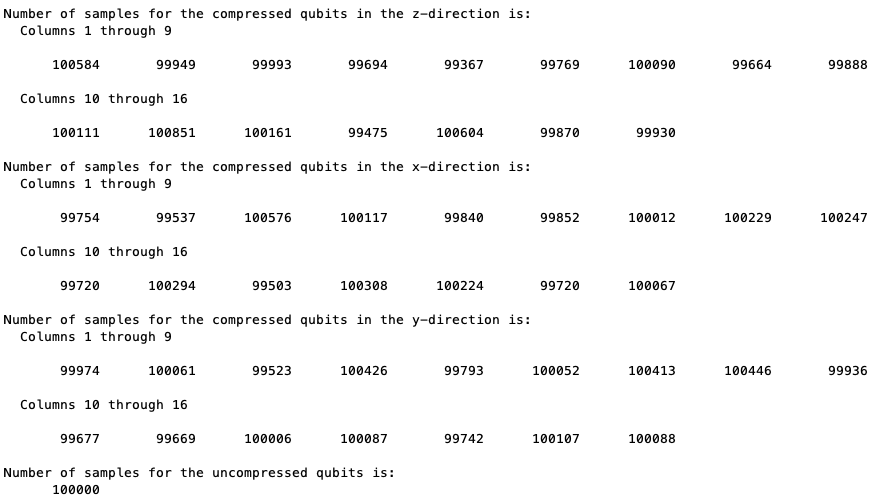 Number of samples for the compressed qubits in the z-direction is:
Columns 1 through 9
100584 99949 99993 99694 99367 99769 100090 99664 99888
Columns 10 through 16
100111 100851 100161 99475 100604 99870 99930
Number of samples for the compressed qubits in the x-direction is:
Columns 1 through 9
99754 99537 100576 100117 99840 99852 100012 100229 100247
Columns 10 through 16
99720 100294 99503 100308 100224 99720 100067
Number of samples for the compressed qubits in the y-direction is:
Columns 1 through 9
99974 100061 99523 100426 99793 100052 100413 100446 99936
Columns 10 through 16
99677 99669 100006 100087 99742 100107 100088
Number of samples for the uncompressed qubits is:
100000